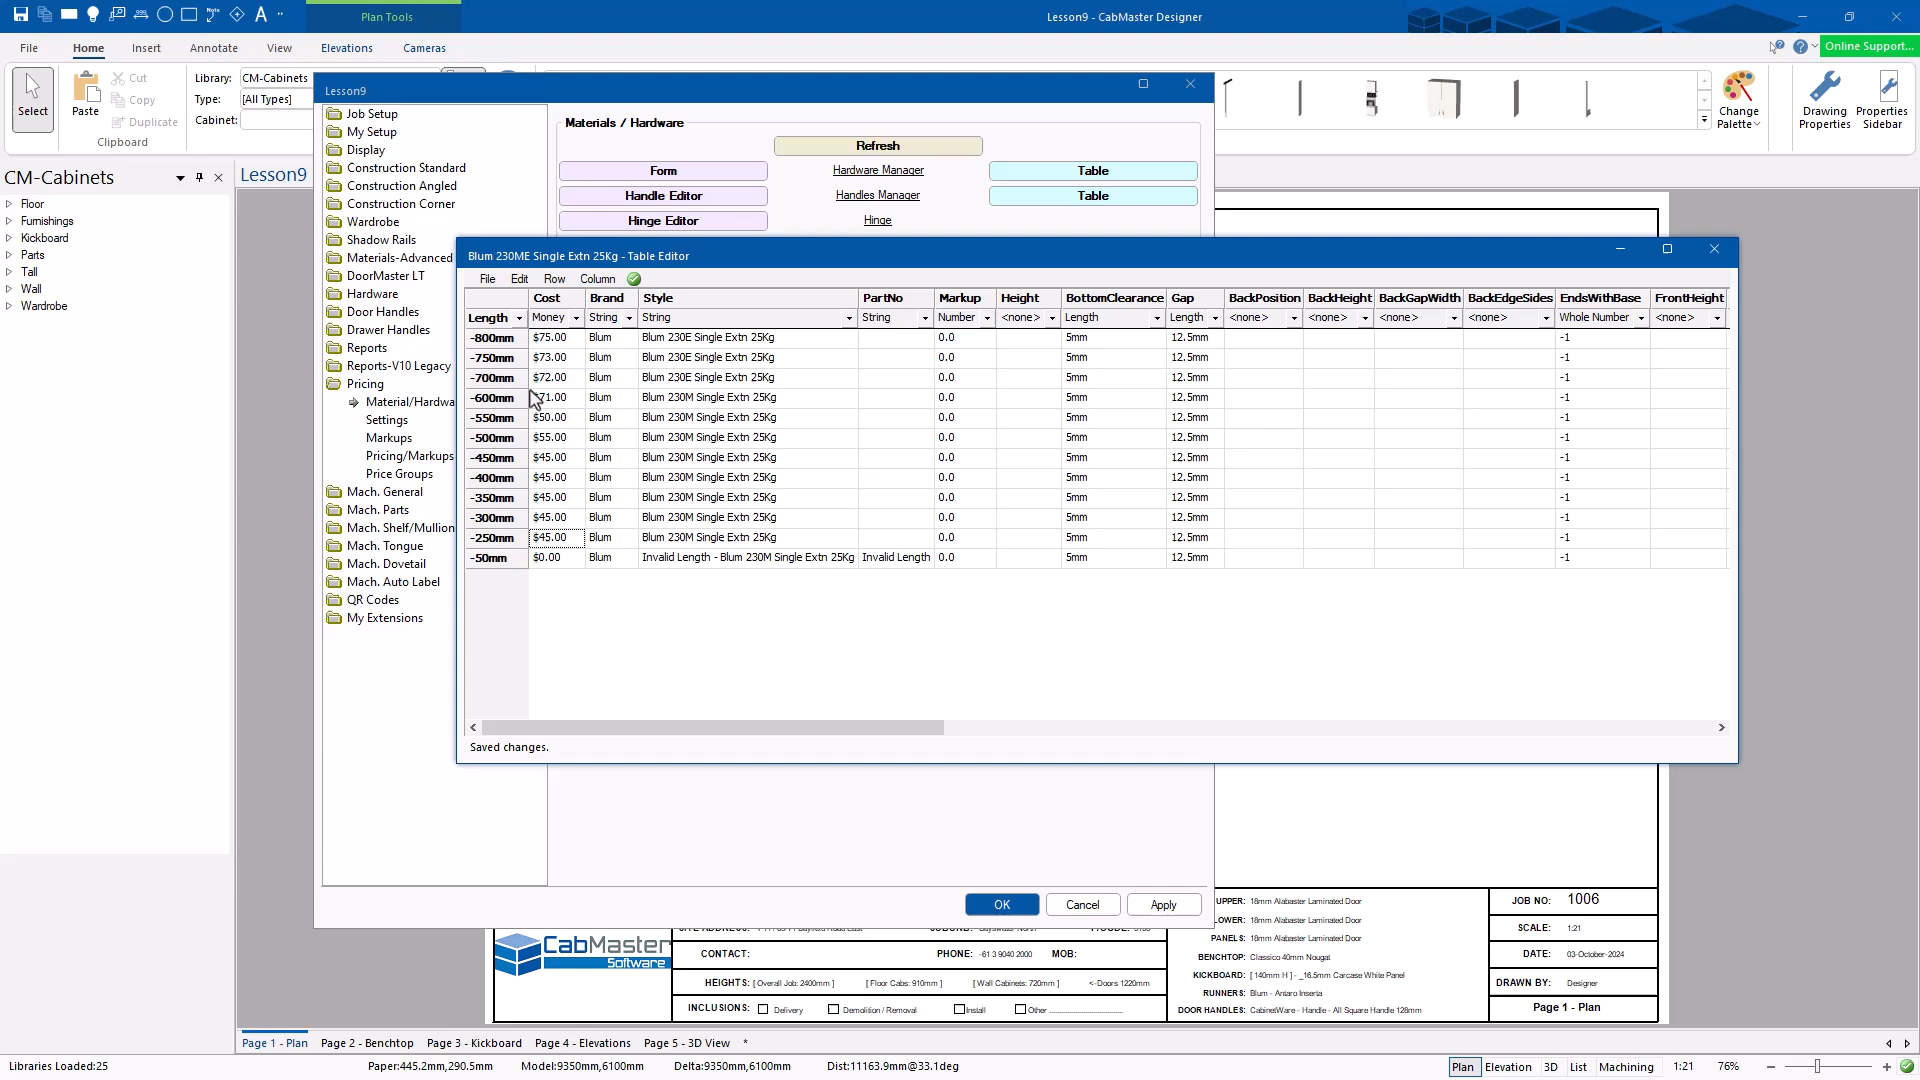 Plan Tools
Lesson9 - CabMaster Designer
File Home Insert Annotate View Elevations Cameras
Online Support...
Select
Paste
Cut
Copy
Duplicate
Clipboard
Library: CM-Cabinets
Type: [All Types]
Cabinet:
Change Palette
Drawing Properties
Properties Sidebar
CM-Cabinets
Floor
Furnishings
Kickboard
Parts
Tall
Wall
Wardrobe
Lesson9
Lesson9
Job Setup
My Setup
Display
Construction Standard
Construction Angled
Construction Corner
Wardrobe
Shadow Rails
Materials-Advanced
DoorMaster LT
Hardware
Door Handles
Drawer Handles
Reports
Reports-V10 Legacy
Pricing
Material/Hardwa
Settings
Markups
Pricing/Markups
Price Groups
Mach. General
Mach. Parts
Mach. Shelf/Mullion
Mach. Tongue
Mach. Dovetail
Mach. Auto Label
QR Codes
My Extensions
Materials / Hardware
Refresh
Form Hardware Manager Table
Handle Editor Handles Manager Table
Hinge Editor Hinge
Blum 230ME Single Extn 25Kg - Table Editor
File Edit Row Column
Cost Brand Style PartNo Markup Height BottomClearance Gap BackPosition BackHeight BackGapWidth BackEdgeSides EndsWithBase FrontHeight
Length Money String String String Number <none> Length Length <none> <none> <none> <none> Whole Number <none>
-800mm $75.00 Blum Blum 230E Single Extn 25Kg 0.0 5mm 12.5mm -1
-750mm $73.00 Blum Blum 230E Single Extn 25Kg 0.0 5mm 12.5mm -1
-700mm $72.00 Blum Blum 230E Single Extn 25Kg 0.0 5mm 12.5mm -1
-600mm 71.00 Blum Blum 230M Single Extn 25Kg 0.0 5mm 12.5mm -1
-550mm $50.00 Blum Blum 230M Single Extn 25Kg 0.0 5mm 12.5mm -1
-500mm $55.00 Blum Blum 230M Single Extn 25Kg 0.0 5mm 12.5mm -1
-450mm $45.00 Blum Blum 230M Single Extn 25Kg 0.0 5mm 12.5mm -1
-400mm $45.00 Blum Blum 230M Single Extn 25Kg 0.0 5mm 12.5mm -1
-350mm $45.00 Blum Blum 230M Single Extn 25Kg 0.0 5mm 12.5mm -1
-300mm $45.00 Blum Blum 230M Single Extn 25Kg 0.0 5mm 12.5mm -1
-250mm $45.00 Blum Blum 230M Single Extn 25Kg 0.0 5mm 12.5mm -1
-50mm $0.00 Blum Invalid Length - Blum 230M Single Extn 25Kg Invalid Length 0.0 5mm 12.5mm -1
Saved changes.
OK Cancel Apply
CabMaster
Software
CONTACT: PHONE: -61 3 9040 2000 MOB:
HEIGHTS: [ Overall Job: 2400mm ] [ Floor Cabs: 910mm ] [ Wall Cabinets: 720mm ] <-Doors 1220mm
INCLUSIONS: Delivery Demolition / Removal Install Other
UPPER: 18mm Alabaster Laminated Door
OWER: 18mm Alabaster Laminated Door
PANELS: 18mm Alabaster Laminated Door
BENCHTOP: Classico 40mm Nougat
KICKBOARD: [ 140mm H ] - _16.5mm Carcase White Panel
RUNNERS: Blum - Antaro Inserta
DOOR HANDLES: CabinetWare - Handle - All Square Handle 128mm
JOB NO: 1006
SCALE: 1:21
DATE: 03-October-2024
DRAWN BY: Designer
Page 1 - Plan
Page 1 - Plan Page 2 - Benchtop Page 3 - Kickboard Page 4 - Elevations Page 5 - 3D View *
Libraries Loaded:25 Paper:445.2mm,290.5mm Model:9350mm,6100mm Delta:9350mm,6100mm Dist:11163.9mm@33.1deg Plan Elevation 3D List Machining 1:21 76%